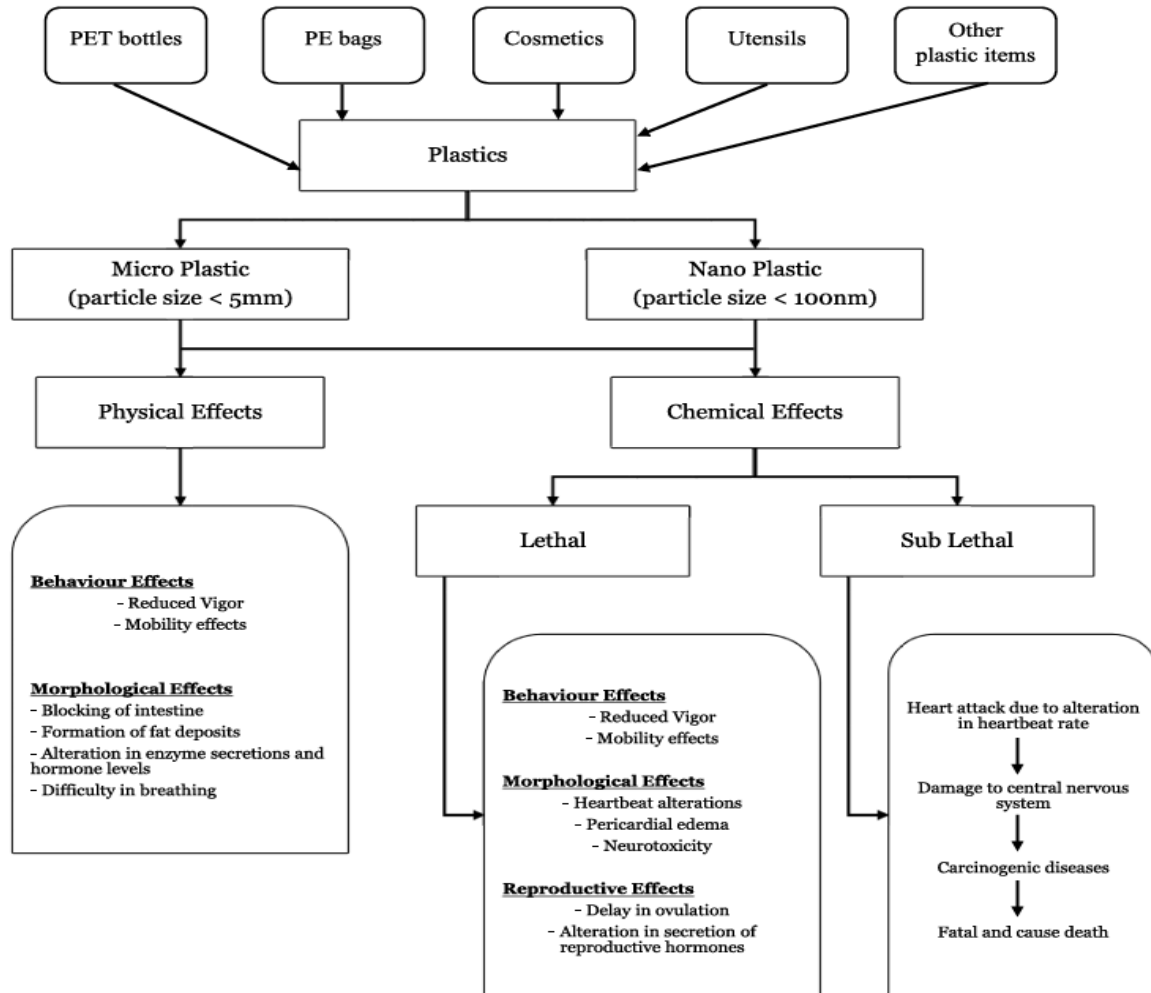 PET bottles
PE bags
Cosmetics
Utensils
Other
plastic items
Plastics
Micro Plastic
(particle size < 5mm)
Nano Plastic
(particle size < 100nm)
Physical Effects
Chemical Effects
Lethal
Sub Lethal
Behaviour Effects
- Reduced Vigor
- Mobility effects
Morphological Effects
- Blocking of intestine
- Formation of fat deposits
- Alteration in enzyme secretions and
hormone levels
- Difficulty in breathing
Behaviour Effects
- Reduced Vigor
- Mobility effects
Morphological Effects
- Heartbeat alterations
- Pericardial edema
- Neurotoxicity
Reproductive Effects
- Delay in ovulation
- Alteration in secretion of
reproductive hormones
Heart attack due to alteration
in heartbeat rate
Damage to central nervous
system
Carcinogenic diseases
Fatal and cause death